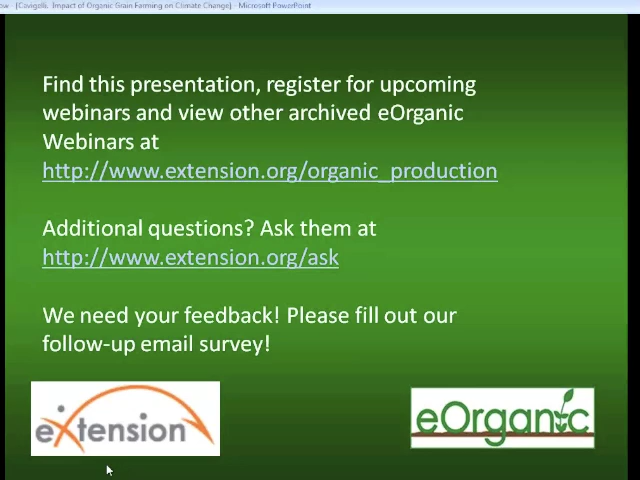 ow - [Cavigelli. Impact of Organic Grain Farming on Climate Change]. - Microsoft PowerPoint
Find this presentation, register for upcoming
webinars and view other archived eOrganic
Webinars at
http://www.extension.org/organic_production
Additional questions? Ask them at
http://www.extension.org/ask
We need your feedback! Please fill out our
follow-up email survey!
eXtension
eOrganic